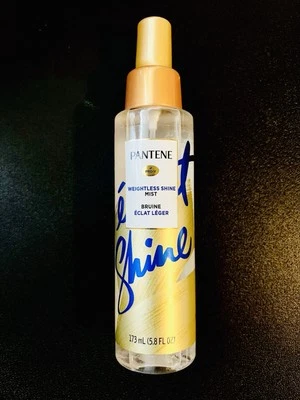 PANTENE
WEIGHTLESS SHINE
MIST
BRUINE
ÉCLAT LÉGER
é t
Shine
173 mL (5.8 FL OZ)